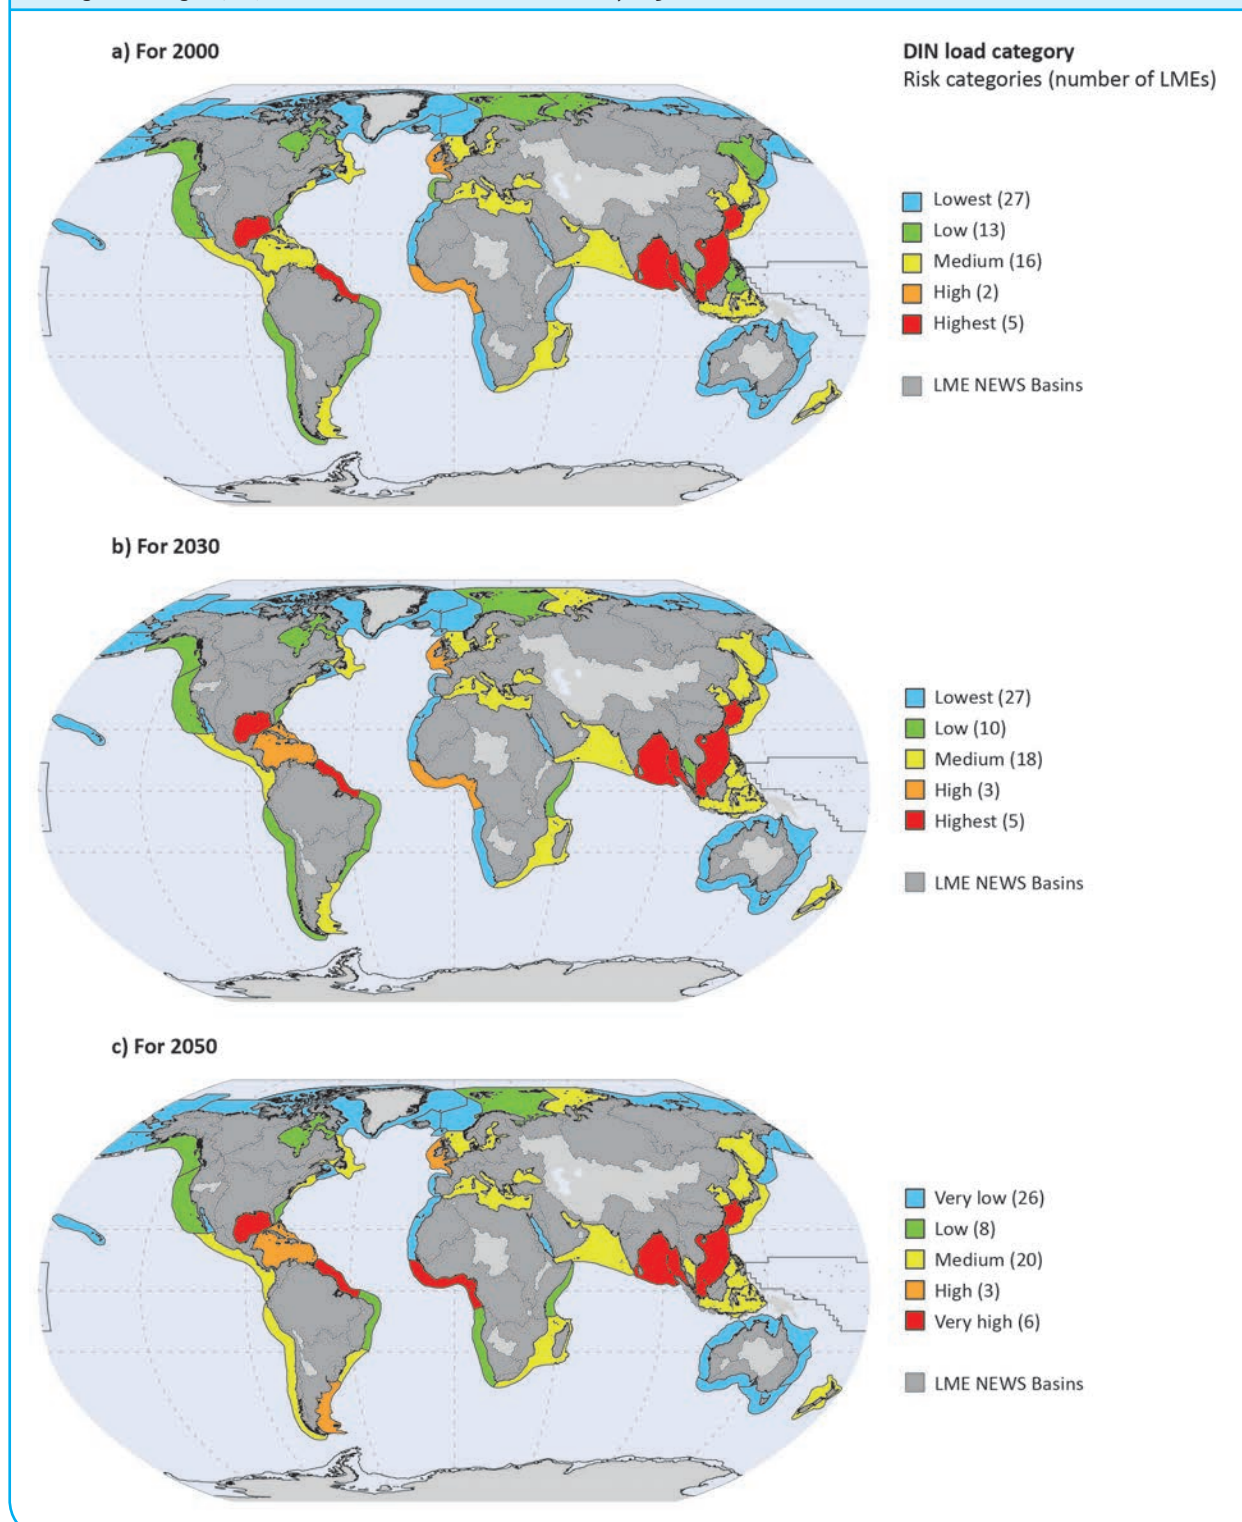 a) For 2000
DIN load category
Risk categories (number of LMEs)
Lowest (27)
Low (13)
Medium (16)
High (2)
Highest (5)
LME NEWS Basins
b) For 2030
Lowest (27)
Low (10)
Medium (18)
High (3)
Highest (5)
LME NEWS Basins
c) For 2050
Very low (26)
Low (8)
Medium (20)
High (3)
Very high (6)
LME NEWS Basins